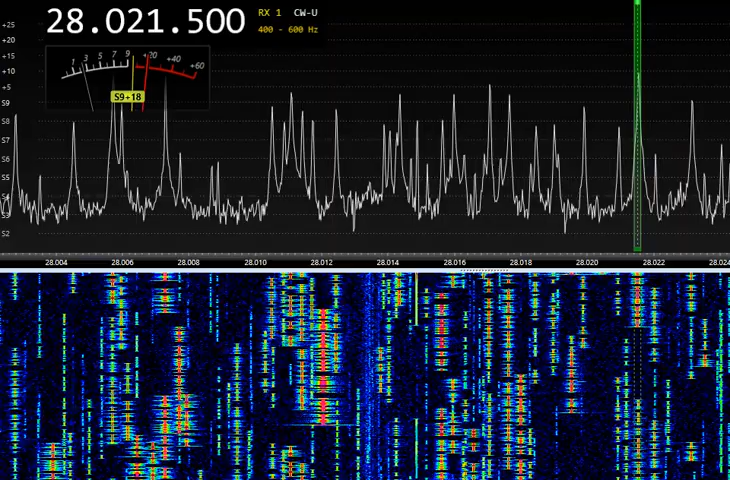 28.021.500
RX 1 CW-U
400 - 600 Hz
1 3 5 7 9 +20 +40 +60
S9+18
+25
+20
+15
+10
S9
S8
S7
S6
S5
S4
S3
S2
28.004 28.006 28.008 28.010 28.012 28.014 28.016 28.018 28.020 28.022 28.024